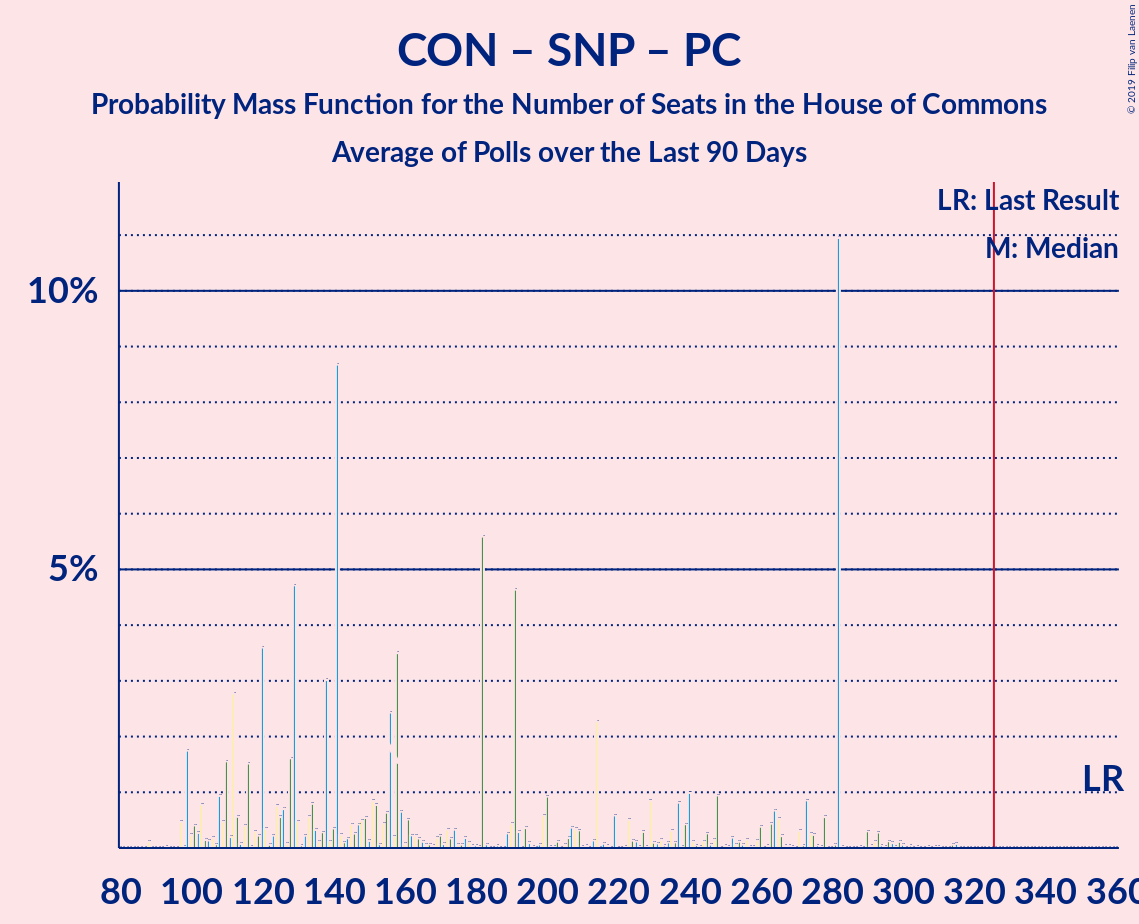 CON – SNP – PC
Probability Mass Function for the Number of Seats in the House of Commons
Average of Polls over the Last 90 Days
© 2019 Filip van Laenen
LR: Last Result
M: Median
10%
5%
LR
80 100 120 140 160 180 200 220 240 260 280 300 320 340 360